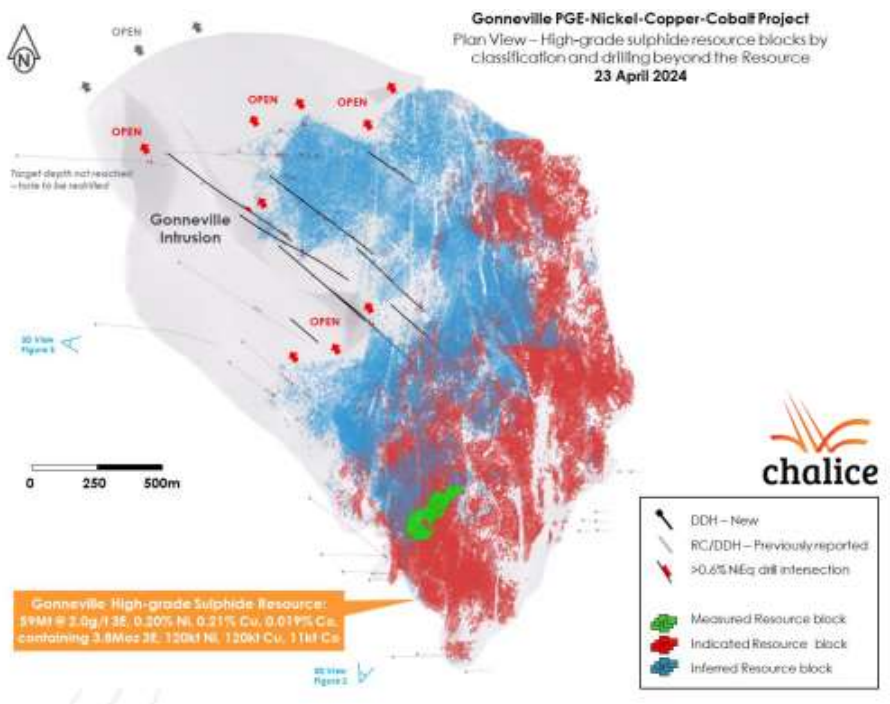 Gonneville PGE-Nickel-Copper-Cobalt Project
Plan View – High-grade sulphide resource blocks by
classification and drilling beyond the Resource
23 April 2024
N
OPEN
OPEN
OPEN
OPEN
Target depth not reached
– hole to be redrilled
Gonneville
Intrusion
OPEN
3D View
0
250
500m
chalice
DDH – New
RC/DDH – Previously reported
>0.6% NiEq drill intersection
Measured Resource block
Indicated Resource block
Inferred Resource block
Gonneville High-grade Sulphide Resource:
59Mt @ 2.0g/t 3E, 0.20% Ni, 0.21% Cu, 0.019% Co,
containing 3.8Moz 3E, 120kt Ni, 120kt Cu, 11kt Co
3D View
Figure 2